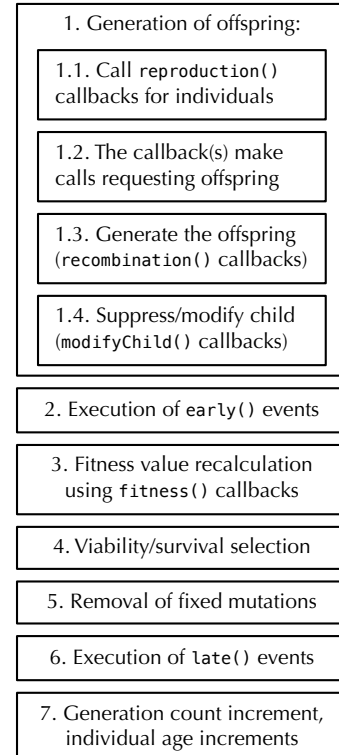 1. Generation of offspring:
1.1. Call reproduction()
callbacks for individuals
1.2. The callback(s) make
calls requesting offspring
1.3. Generate the offspring
(recombination() callbacks)
1.4. Suppress/modify child
(modifyChild() callbacks)
2. Execution of early() events
3. Fitness value recalculation
using fitness() callbacks
4. Viability/survival selection
5. Removal of fixed mutations
6. Execution of late() events
7. Generation count increment,
individual age increments